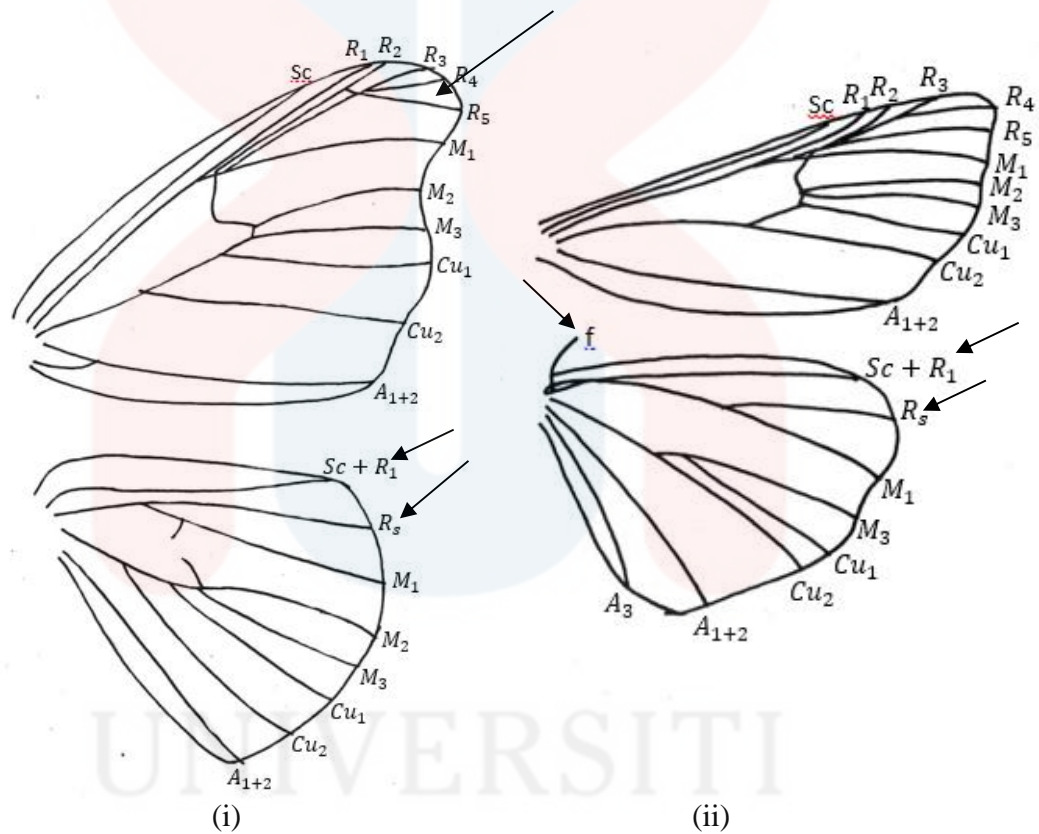 Sc R₁ R₂ R₃ R₄
R₅
M₁
M₂
M₃
Cu₁
Cu₂
A₁₊₂
Sc + R₁
Rₛ
M₁
M₂
M₃
Cu₁
Cu₂
A₁₊₂
(i)
Sc R₁ R₂ R₃ R₄
R₅
M₁
M₂
M₃
Cu₁
Cu₂
A₁₊₂
f
Sc + R₁
Rₛ
M₁
M₃
Cu₁
Cu₂
A₁₊₂
A₃
(ii)
UNIVERSITI